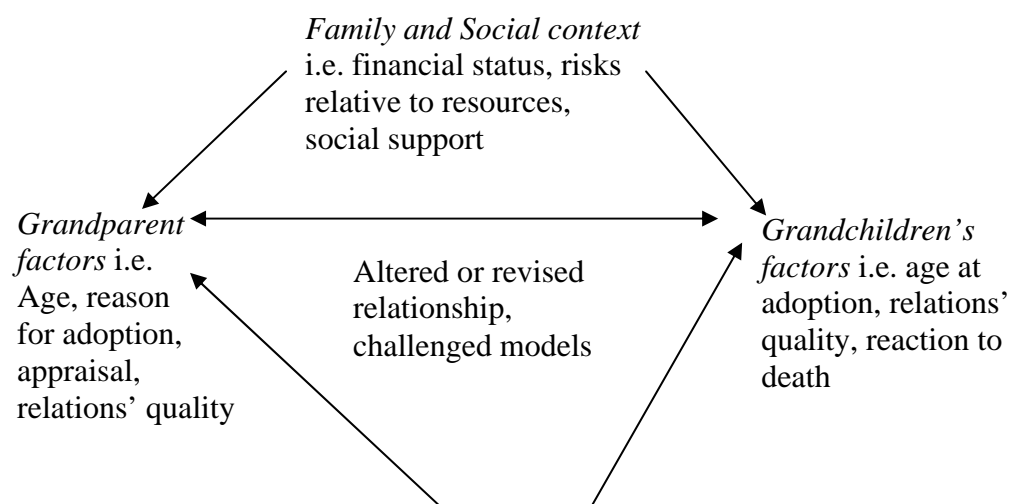 Family and Social context
i.e. financial status, risks
relative to resources,
social support
Grandparent
factors i.e.
Age, reason
for adoption,
appraisal,
relations’ quality
Altered or revised
relationship,
challenged models
Grandchildren’s
factors i.e. age at
adoption, relations’
quality, reaction to
death